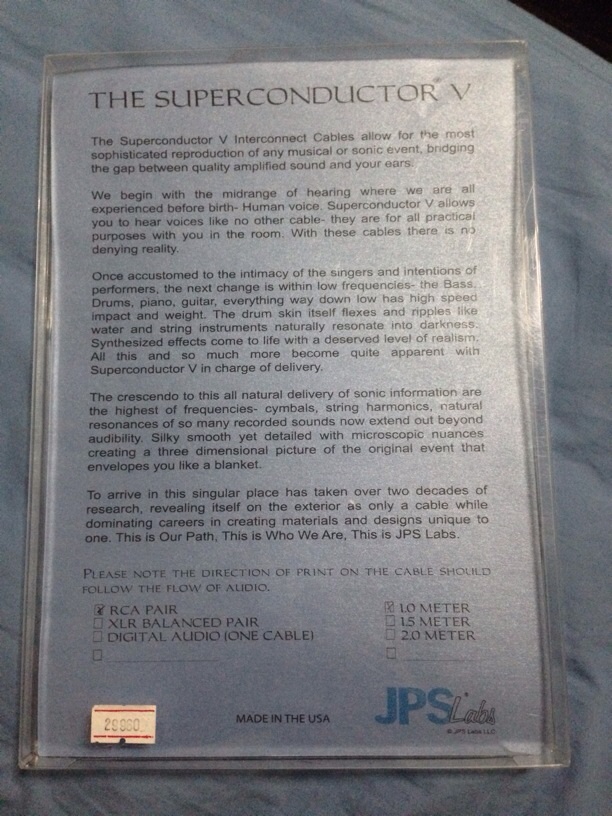 THE SUPERCONDUCTOR V
The Superconductor V Interconnect Cables allow for the most
sophisticated reproduction of any musical or sonic event, bridging
the gap between quality amplified sound and your ears.
We begin with the midrange of hearing where we are all
experienced before birth- Human voice. Superconductor V allows
you to hear voices like no other cable- they are for all practical
purposes with you in the room. With these cables there is no
denying reality.
Once accustomed to the intimacy of the singers and intentions of
performers, the next change is within low frequencies- the Bass.
Drums, piano, guitar, everything way down low has high speed
impact and weight. The drum skin itself flexes and ripples like
water and string instruments naturally resonate into darkness.
Synthesized effects come to life with a deserved level of realism.
All this and so much more become quite apparent with
Superconductor V in charge of delivery.
The crescendo to this all natural delivery of sonic information are
the highest of frequencies- cymbals, string harmonics, natural
resonances of so many recorded sounds now extend out beyond
audibility. Silky smooth yet detailed with microscopic nuances
creating a three dimensional picture of the original event that
envelopes you like a blanket.
To arrive in this singular place has taken over two decades of
research, revealing itself on the exterior as only a cable while
dominating careers in creating materials and designs unique to
one. This is Our Path, This is Who We Are, This is JPS Labs.
PLEASE NOTE THE DIRECTION OF PRINT ON THE CABLE SHOULD
FOLLOW THE FLOW OF AUDIO.
RCA PAIR 1.0 METER
XLR BALANCED PAIR 1.5 METER
DIGITAL AUDIO (ONE CABLE) 2.0 METER
MADE IN THE USA
JPS Labs
© JPS Labs LLC